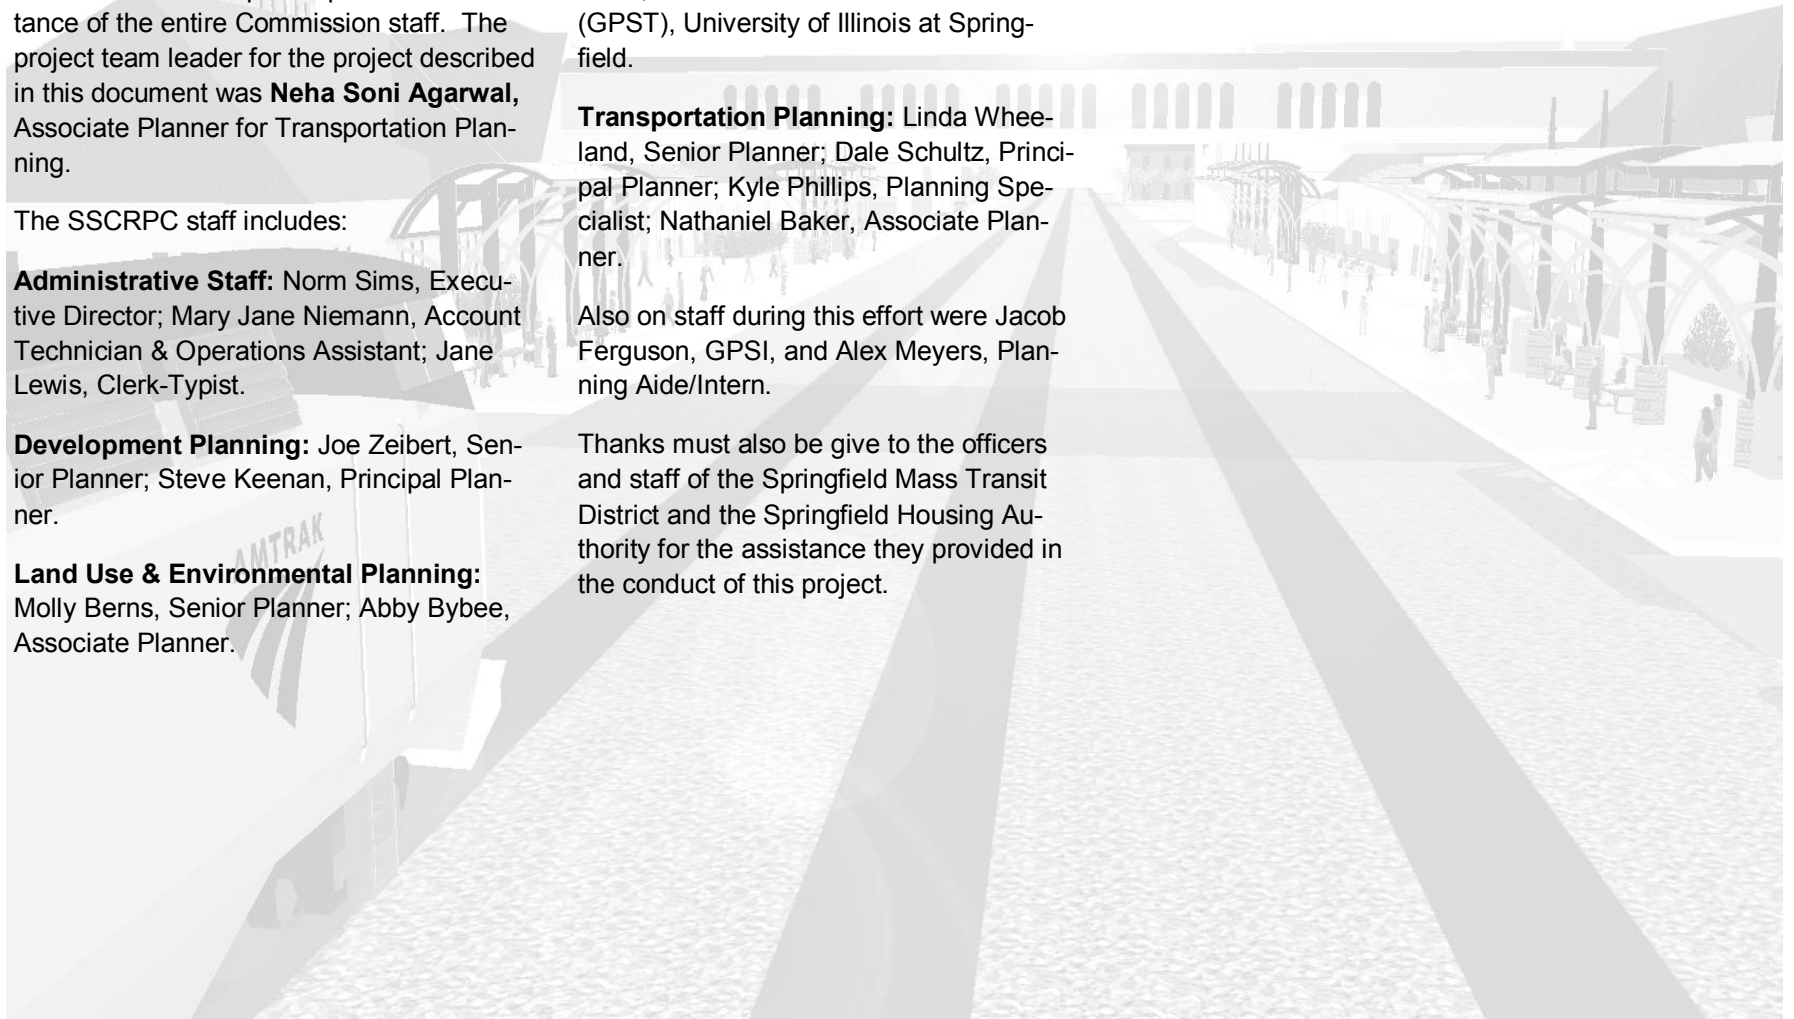 tance of the entire Commission staff.  The
project team leader for the project described
in this document was Neha Soni Agarwal,
Associate Planner for Transportation Plan-
ning.
The SSCRPC staff includes:
Administrative Staff: Norm Sims, Execu-
tive Director; Mary Jane Niemann, Account
Technician & Operations Assistant; Jane
Lewis, Clerk-Typist.
Development Planning: Joe Zeibert, Sen-
ior Planner; Steve Keenan, Principal Plan-
ner.
Land Use & Environmental Planning:
Molly Berns, Senior Planner; Abby Bybee,
Associate Planner.
(GPST), University of Illinois at Spring-
field.
Transportation Planning: Linda Whee-
land, Senior Planner; Dale Schultz, Princi-
pal Planner; Kyle Phillips, Planning Spe-
cialist; Nathaniel Baker, Associate Plan-
ner.
Also on staff during this effort were Jacob
Ferguson, GPSI, and Alex Meyers, Plan-
ning Aide/Intern.
Thanks must also be give to the officers
and staff of the Springfield Mass Transit
District and the Springfield Housing Au-
thority for the assistance they provided in
the conduct of this project.
AMTRAK